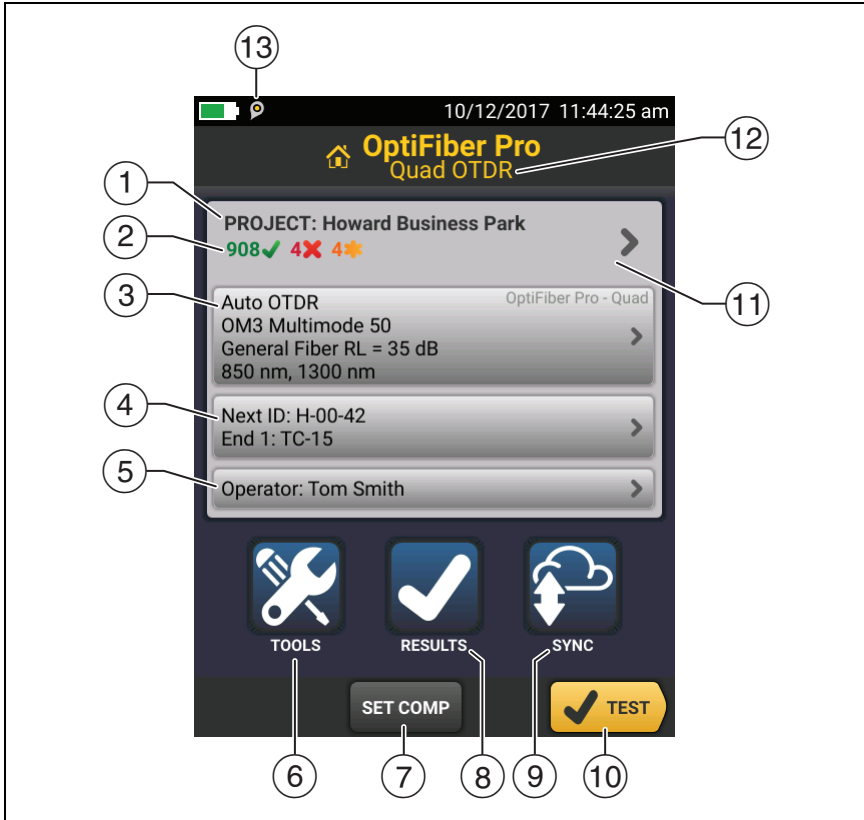 13
10/12/2017 11:44:25 am
OptiFiber Pro
Quad OTDR
12
1
PROJECT: Howard Business Park
2
908 4 4
3
Auto OTDR
OptiFiber Pro - Quad
OM3 Multimode 50
General Fiber RL = 35 dB
850 nm, 1300 nm
11
4
Next ID: H-00-42
End 1: TC-15
5
Operator: Tom Smith
TOOLS
RESULTS
SYNC
SET COMP
TEST
6
7
8
9
10